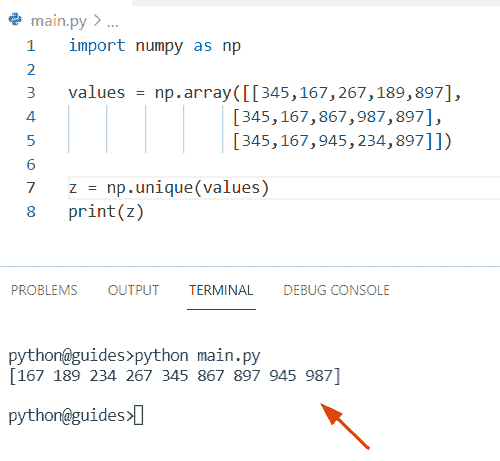 main.py > ...
1 import numpy as np
2
3 values = np.array([[345,167,267,189,897],
4 [345,167,867,987,897],
5 [345,167,945,234,897]])
6
7 z = np.unique(values)
8 print(z)
PROBLEMS OUTPUT TERMINAL DEBUG CONSOLE
python@guides>python main.py
[167 189 234 267 345 867 897 945 987]
python@guides>